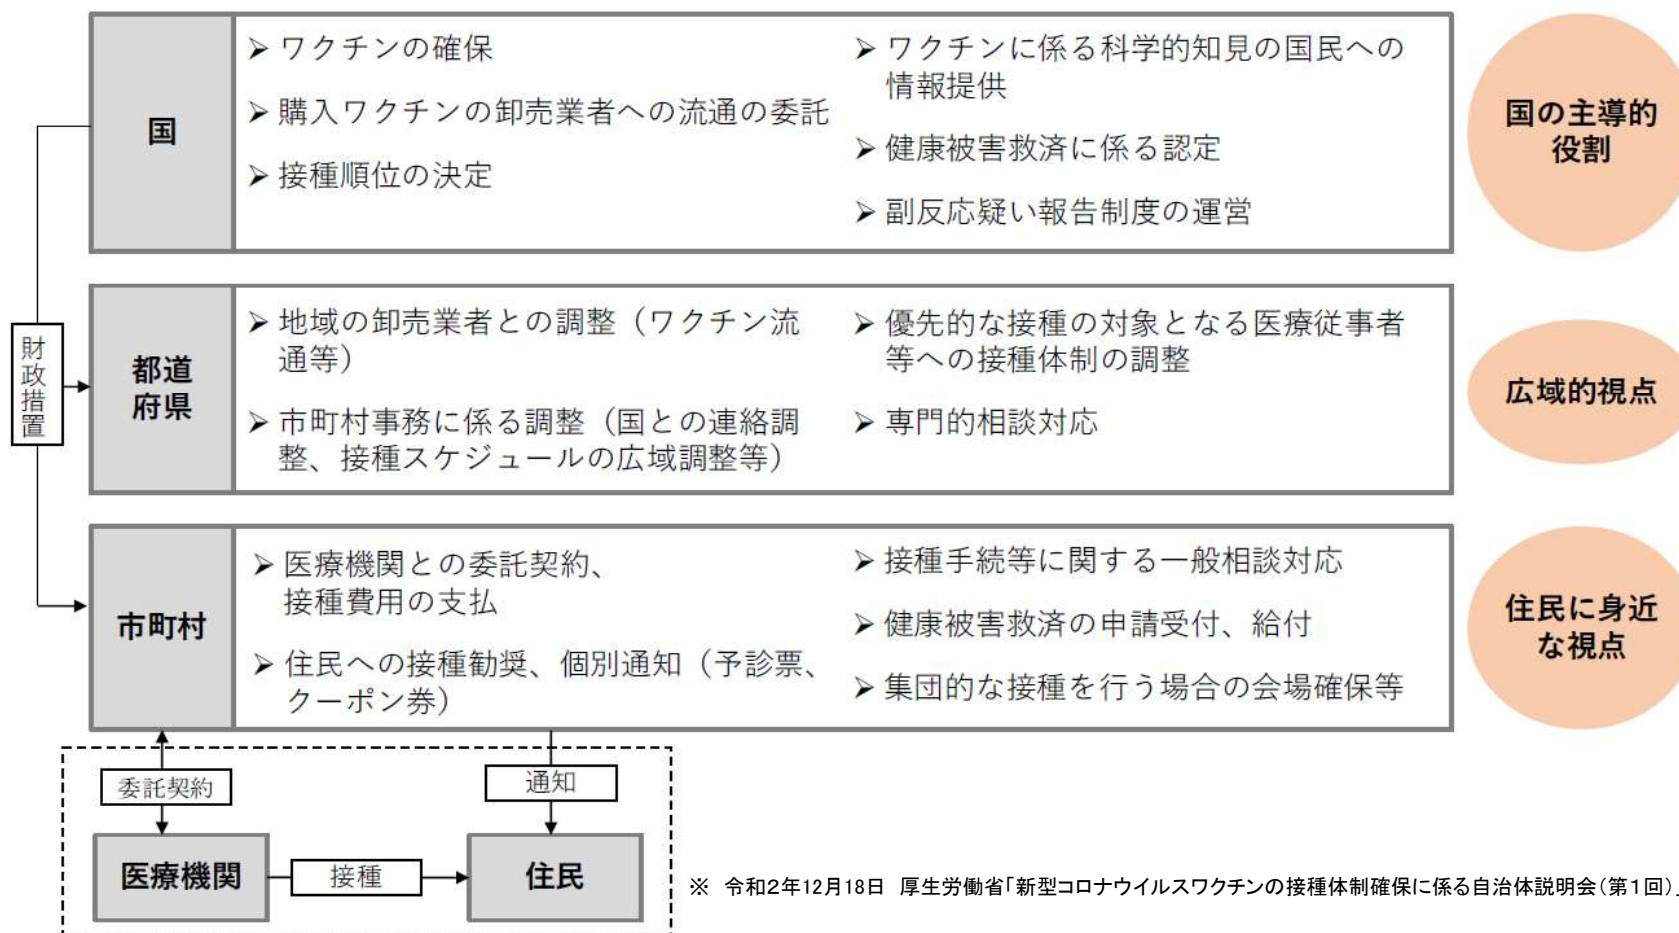 国
➢ ワクチンの確保
➢ 購入ワクチンの卸売業者への流通の委託
➢ 接種順位の決定
➢ ワクチンに係る科学的知見の国民への
情報提供
➢ 健康被害救済に係る認定
➢ 副反応疑い報告制度の運営
国の主導的
役割
財政措置
都道
府県
➢ 地域の卸売業者との調整（ワクチン流
通等）
➢ 市町村事務に係る調整（国との連絡調
整、接種スケジュールの広域調整等）
➢ 優先的な接種の対象となる医療従事者
等への接種体制の調整
➢ 専門的相談対応
広域的視点
市町村
➢ 医療機関との委託契約、
接種費用の支払
➢ 住民への接種勧奨、個別通知（予診票、
クーポン券）
➢ 接種手続等に関する一般相談対応
➢ 健康被害救済の申請受付、給付
➢ 集団的な接種を行う場合の会場確保等
住民に身近
な視点
委託契約
通知
医療機関
接種
住民
※ 令和2年12月18日 厚生労働省「新型コロナウイルスワクチンの接種体制確保に係る自治体説明会（第1回）」